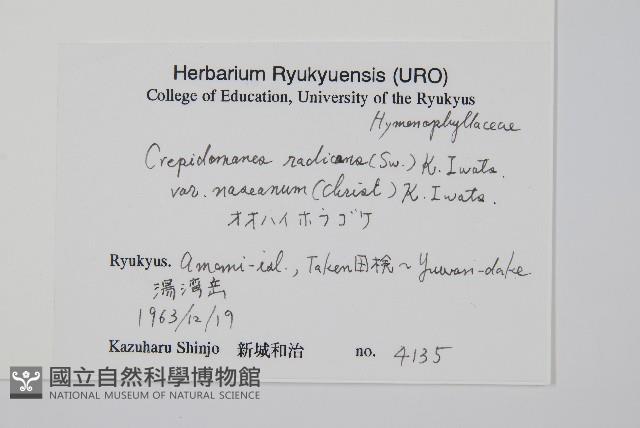 Herbarium Ryukyuensis (URO)
College of Education, University of the Ryukyus
Hymenophyllaceae
Crepidomanes radicans (Sw.) K. Iwats.
var. naseanum (Christ) K. Iwats.
オオハイホラゴケ
Ryukyus. Amami-isl., Taken田検~Yuwan-dake
湯湾岳
1963/12/19
Kazuharu Shinjo 新城和治 no. 4135
國立自然科學博物館
NATIONAL MUSEUM OF NATURAL SCIENCE